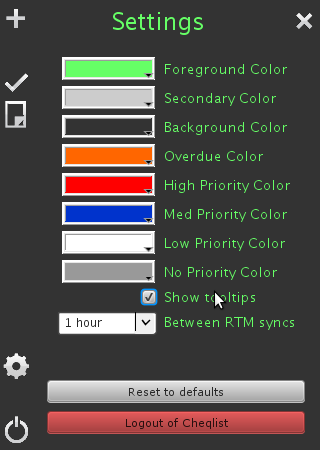 Settings
Foreground Color
Secondary Color
Background Color
Overdue Color
High Priority Color
Med Priority Color
Low Priority Color
No Priority Color
Show tooltips
1 hour Between RTM syncs
Reset to defaults
Logout of Cheqlist